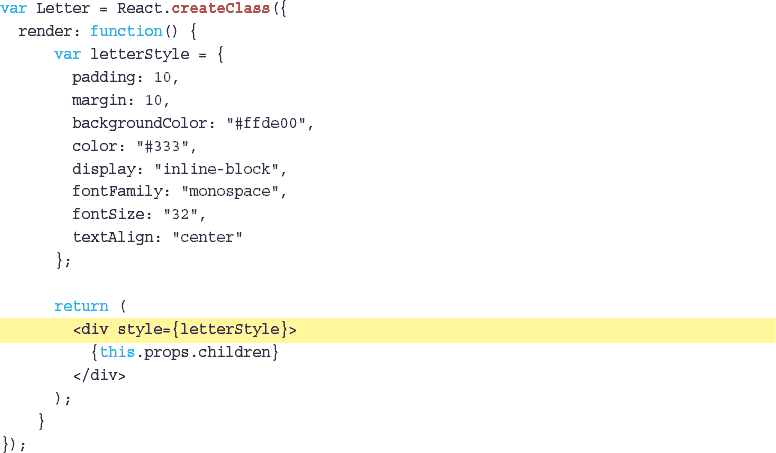 var Letter = React.createClass({
  render: function() {
      var letterStyle = {
        padding: 10,
        margin: 10,
        backgroundColor: "#ffde00",
        color: "#333",
        display: "inline-block",
        fontFamily: "monospace",
        fontSize: "32",
        textAlign: "center"
      };

      return (
        <div style={letterStyle}>
          {this.props.children}
        </div>
      );
    }
});